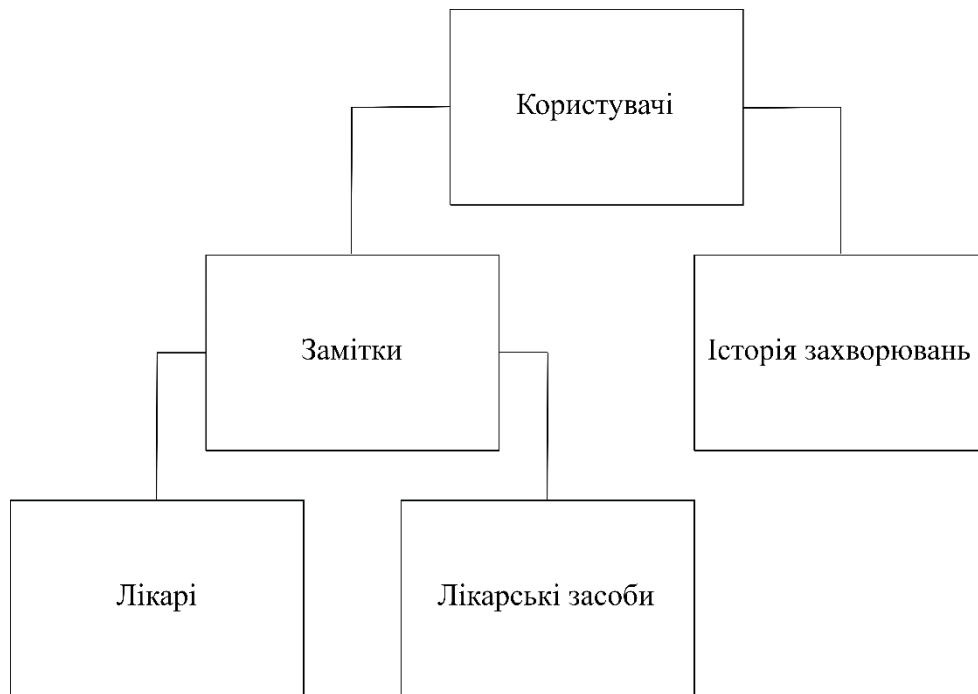 Користувачі
Замітки
Історія захворювань
Лікарі
Лікарські засоби